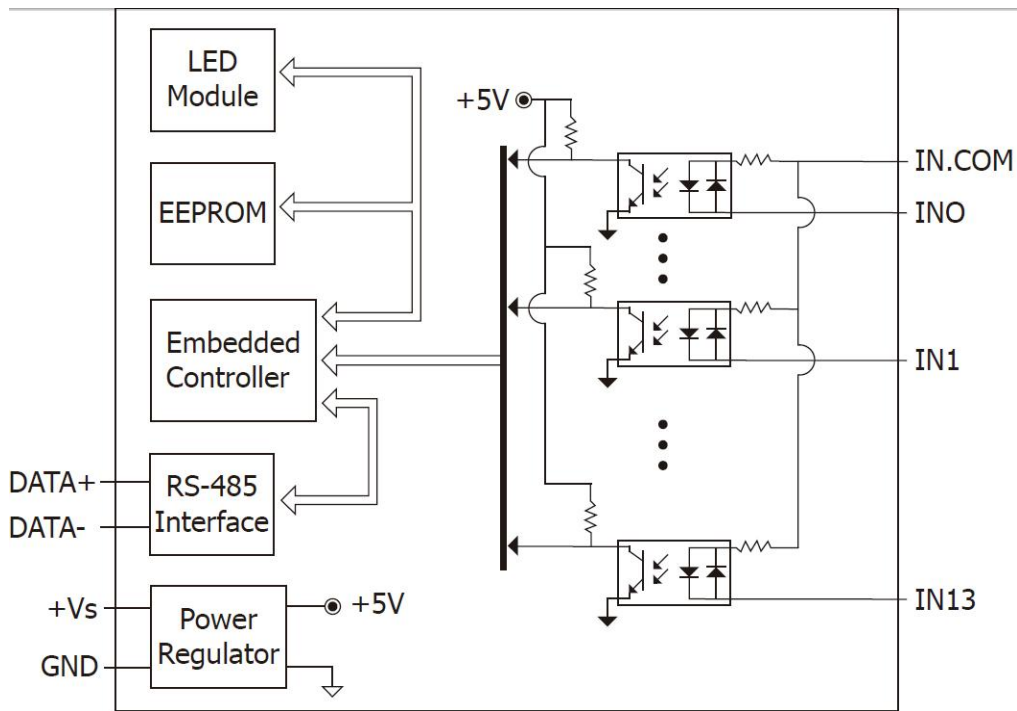 LED
Module
EEPROM
Embedded
Controller
RS-485
Interface
Power
Regulator
DATA+
DATA-
+Vs
GND
+5V
+5V
IN.COM
INO
IN1
IN13